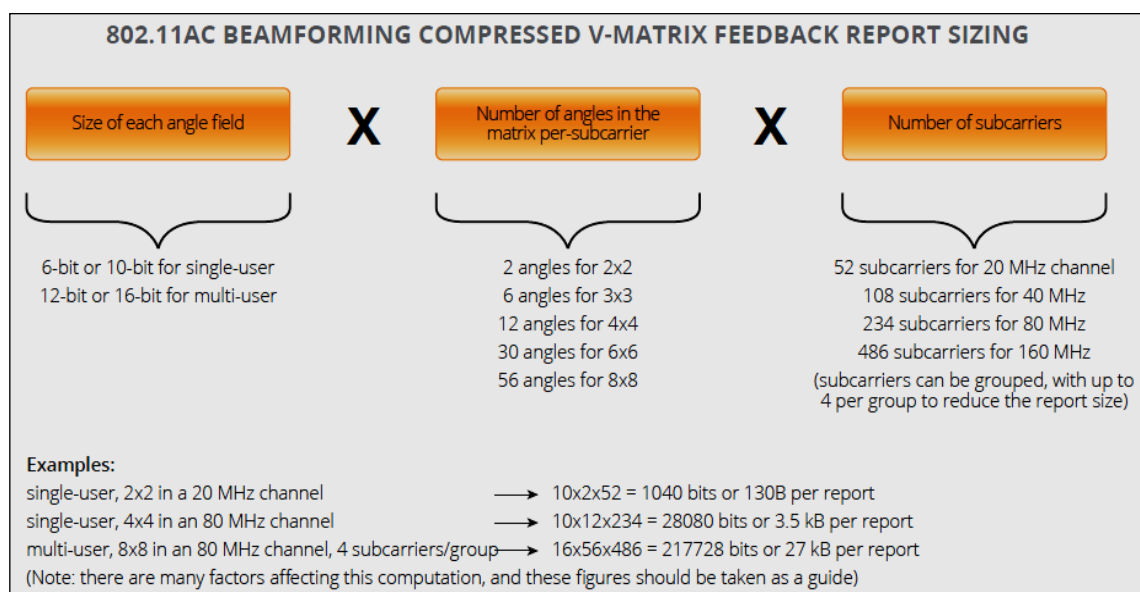 802.11AC BEAMFORMING COMPRESSED V-MATRIX FEEDBACK REPORT SIZING
Size of each angle field
X
Number of angles in the
matrix per-subcarrier
X
Number of subcarriers
6-bit or 10-bit for single-user
12-bit or 16-bit for multi-user
2 angles for 2x2
6 angles for 3x3
12 angles for 4x4
30 angles for 6x6
56 angles for 8x8
52 subcarriers for 20 MHz channel
108 subcarriers for 40 MHz
234 subcarriers for 80 MHz
486 subcarriers for 160 MHz
(subcarriers can be grouped, with up to
4 per group to reduce the report size)
Examples:
single-user, 2x2 in a 20 MHz channel → 10x2x52 = 1040 bits or 130B per report
single-user, 4x4 in an 80 MHz channel → 10x12x234 = 28080 bits or 3.5 kB per report
multi-user, 8x8 in an 80 MHz channel, 4 subcarriers/group → 16x56x486 = 217728 bits or 27 kB per report
(Note: there are many factors affecting this computation, and these figures should be taken as a guide)